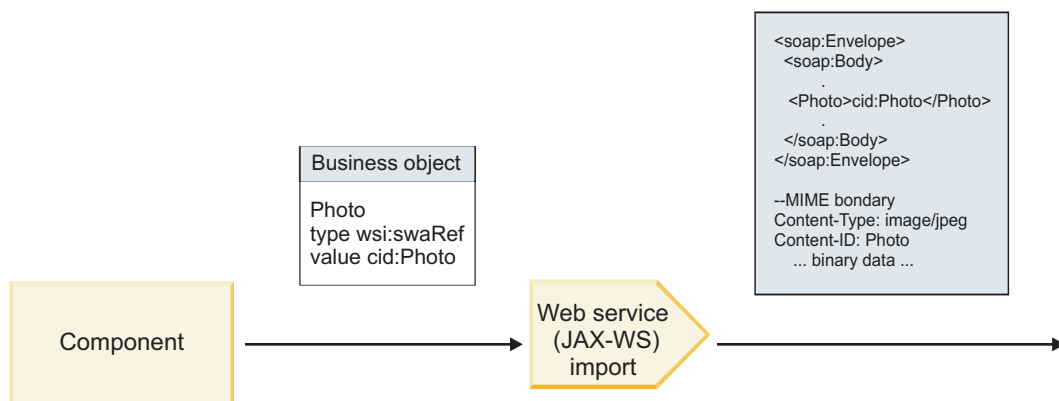 Component
Business object
Photo
type wsi:swaRef
value cid:Photo
Web service
(JAX-WS)
import
<soap:Envelope>
<soap:Body>
.
<Photo>cid:Photo</Photo>
.
</soap:Body>
</soap:Envelope>
--MIME bondary
Content-Type: image/jpeg
Content-ID: Photo
... binary data ...